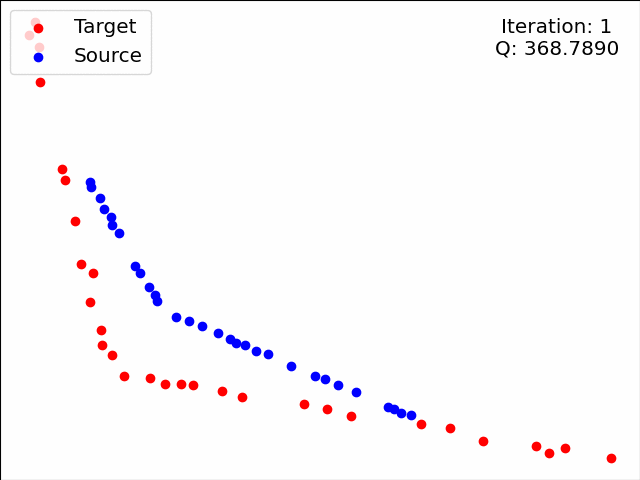 Target
Source
Iteration: 1
Q: 368.7890